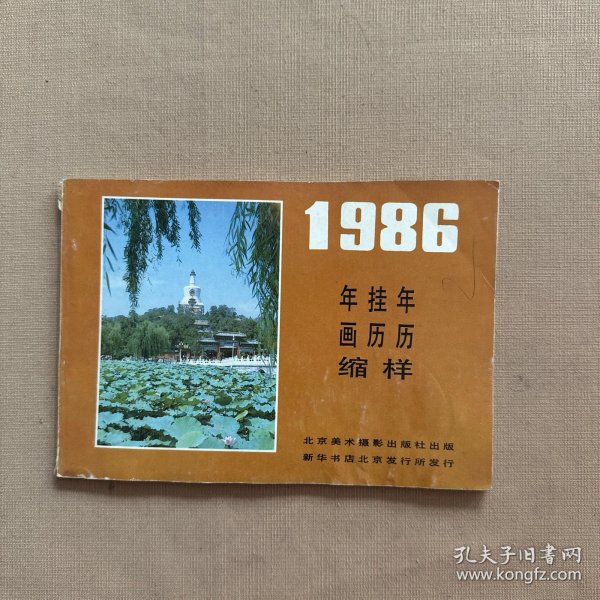 1986
年挂年
画历历
缩样
北京美术摄影出版社出版
新华书店北京发行所发行
孔夫子旧书网
www.kongfz.com